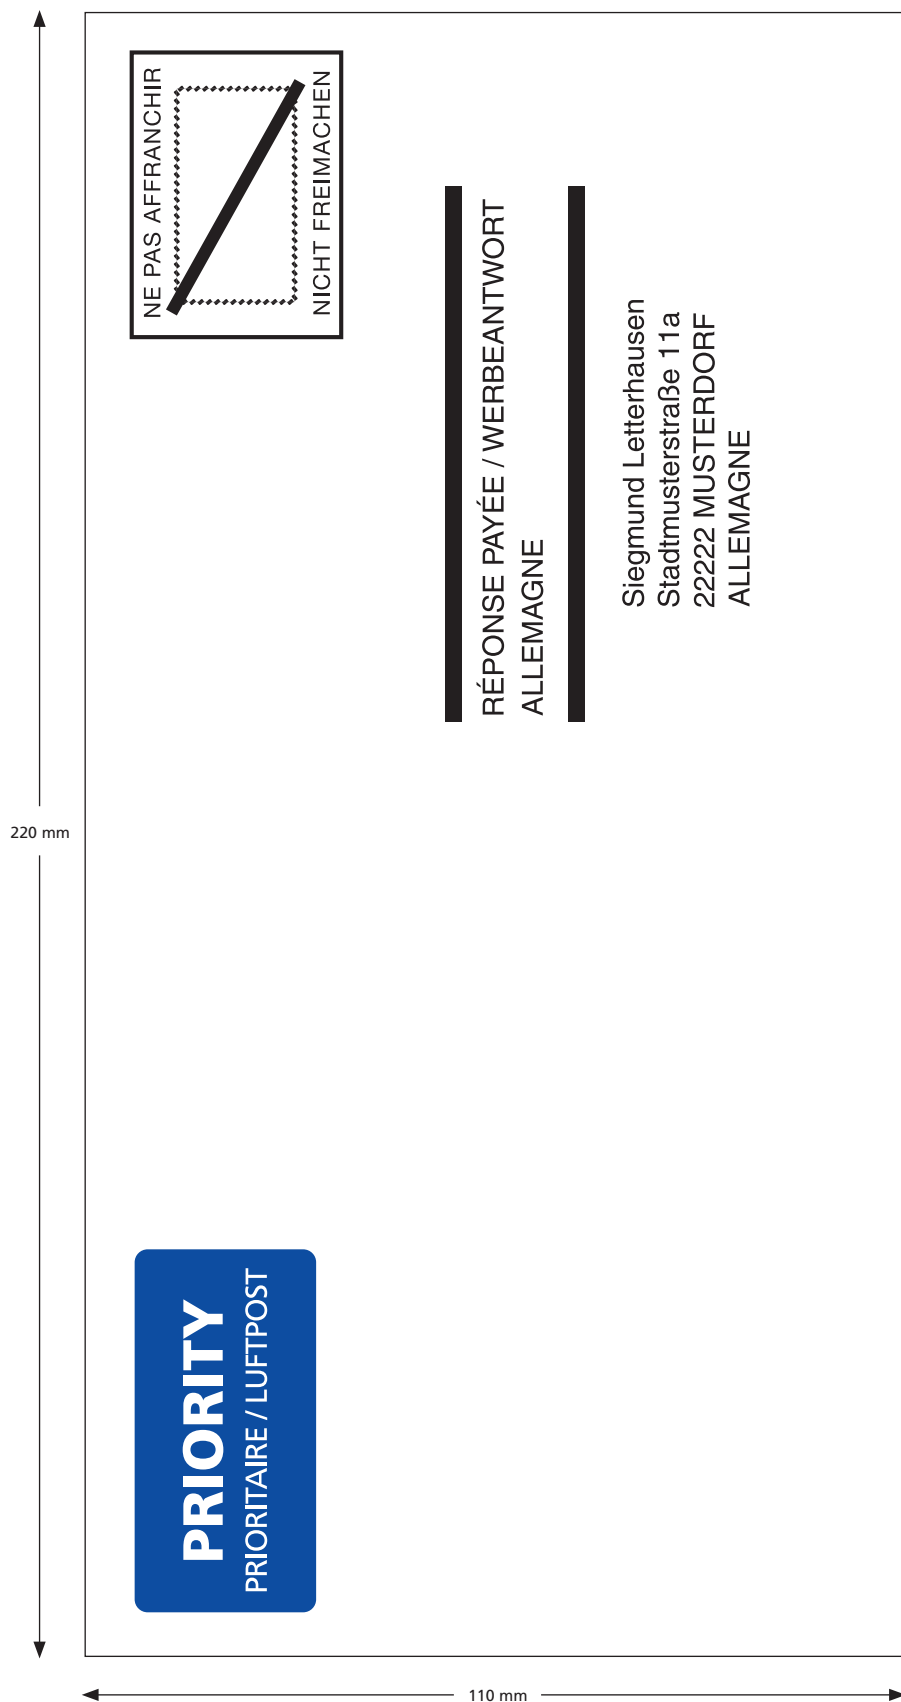 PRIORITY
PRIORITAIRE / LUFTPOST
NE PAS AFFRANCHIR
NICHT FREIMACHEN
RÉPONSE PAYÉE / WERBEANTWORT
ALLEMAGNE
Siegmund Letterhausen
Stadtmusterstraße 11a
22222 MUSTERDORF
ALLEMAGNE
220 mm
110 mm